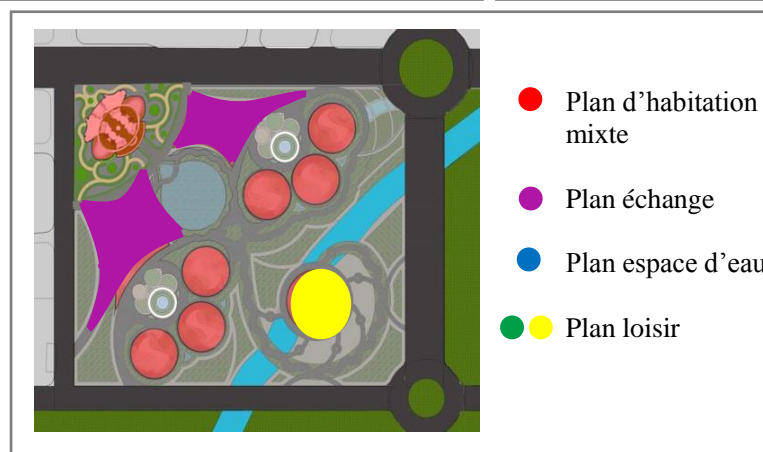 Plan d'habitation
mixte
Plan échange
Plan espace d'eau
Plan loisir